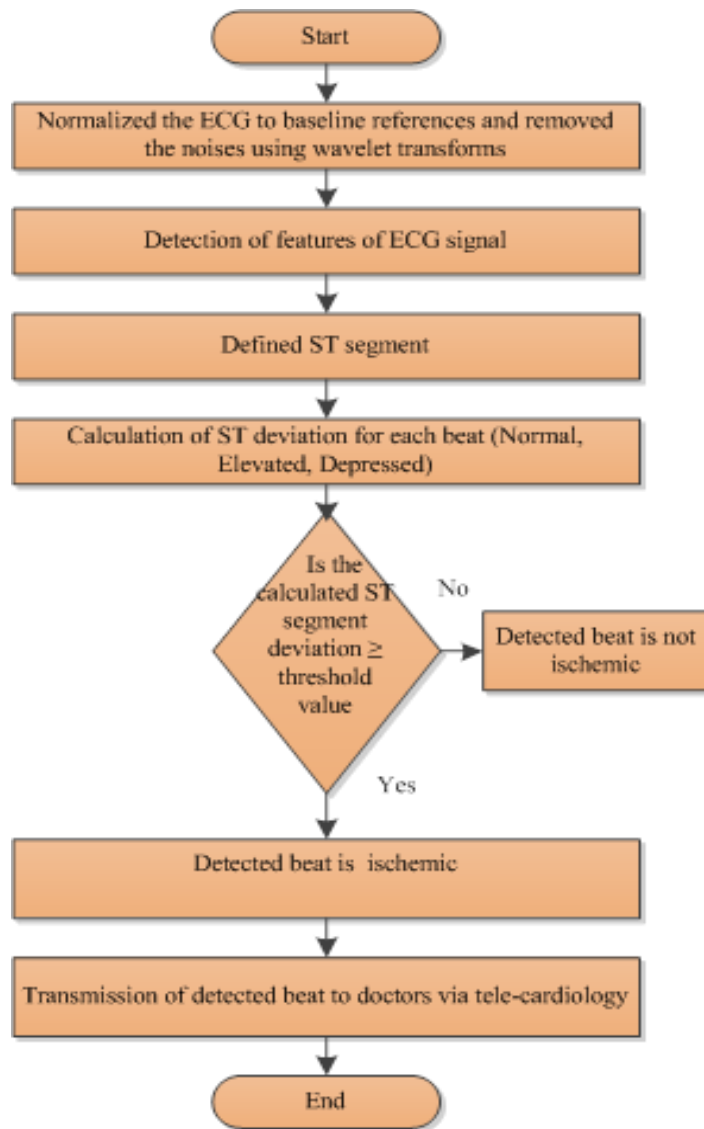 Start
Normalized the ECG to baseline references and removed
the noises using wavelet transforms
Detection of features of ECG signal
Defined ST segment
Calculation of ST deviation for each beat (Normal,
Elevated, Depressed)
Is the
calculated ST
segment
deviation ≥
threshold
value
No
Detected beat is not
ischemic
Yes
Detected beat is  ischemic
Transmission of detected beat to doctors via tele-cardiology
End